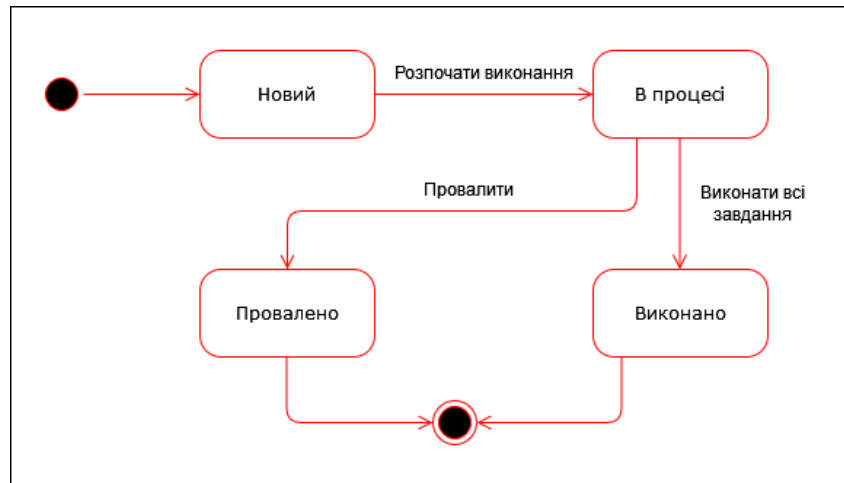 Розпочати виконання
Новий
В процесі
Провалити
Виконати всі
завдання
Провалено
Виконано